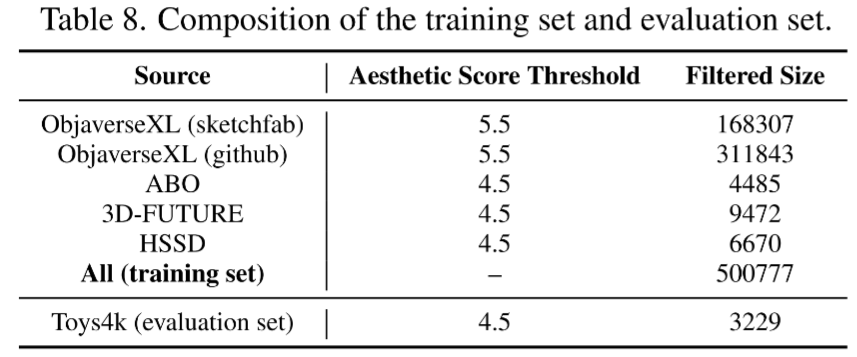 Table 8. Composition of the training set and evaluation set.
Source Aesthetic Score Threshold Filtered Size
ObjaverseXL (sketchfab) 5.5 168307
ObjaverseXL (github) 5.5 311843
ABO 4.5 4485
3D-FUTURE 4.5 9472
HSSD 4.5 6670
All (training set) – 500777
Toys4k (evaluation set) 4.5 3229